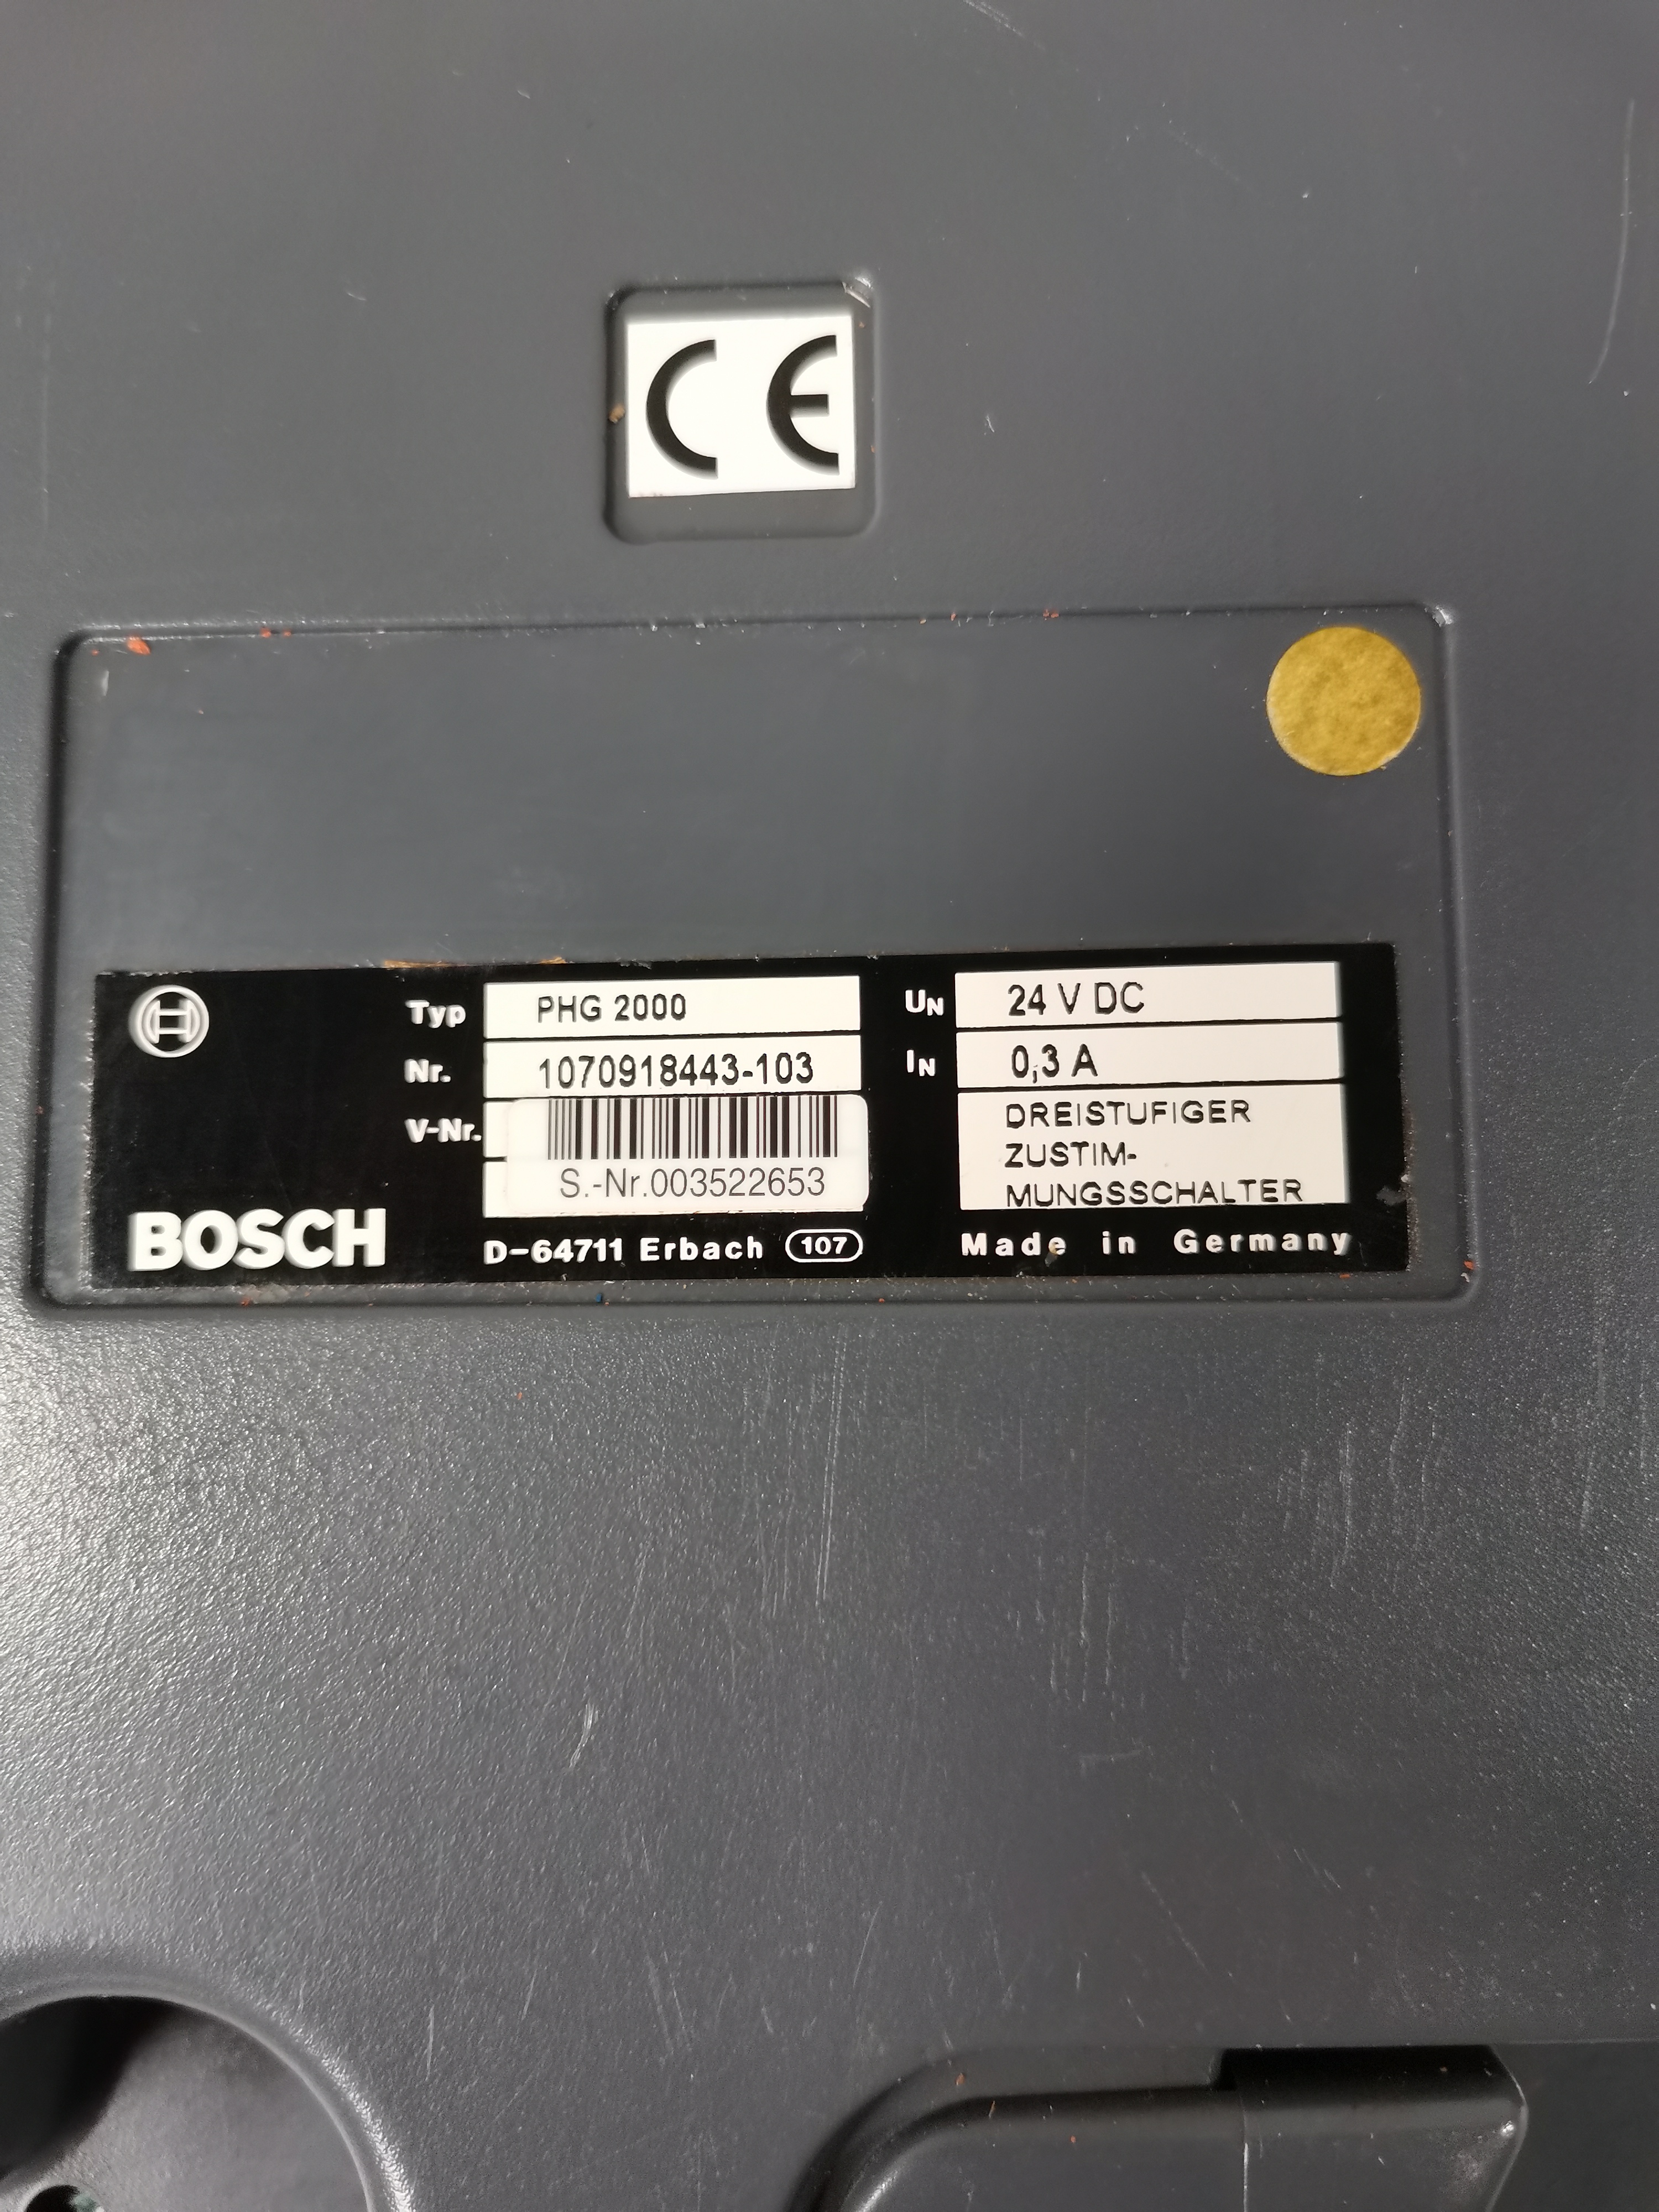 CE
Typ PHG 2000
Nr. 1070918443-103
V-Nr.
S.-Nr.003522653
BOSCH
D-64711 Erbach 107
UN 24 V DC
IN 0,3 A
DREISTUFIGER
ZUSTIM-
MUNGSSCHALTER
Made in Germany